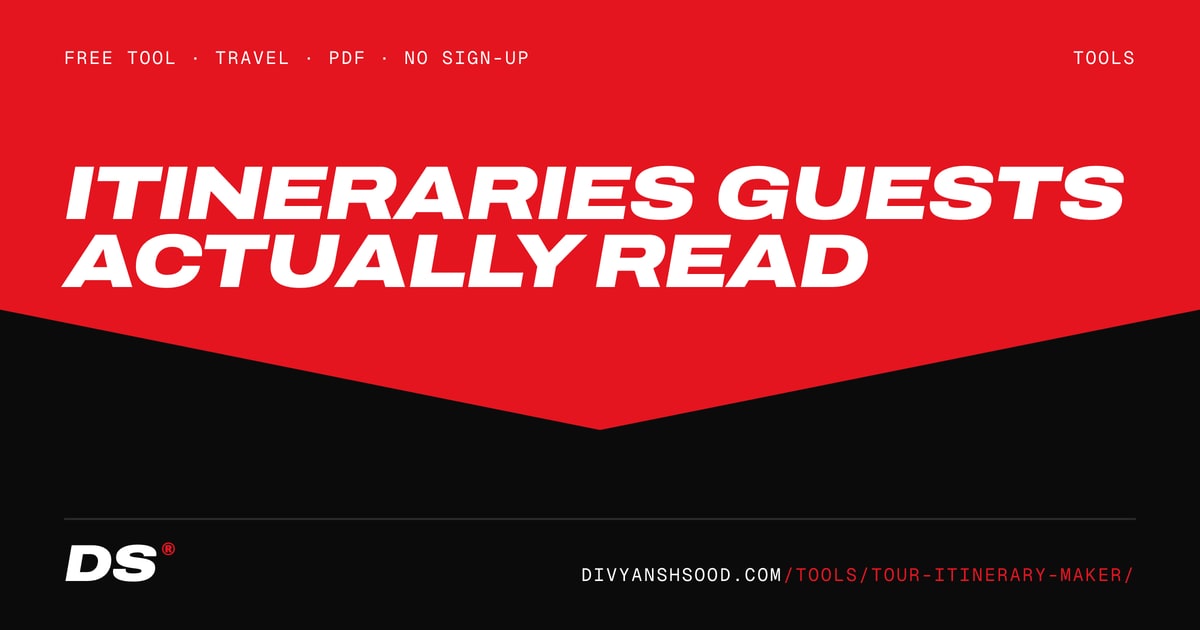 FREE TOOL · TRAVEL · PDF · NO SIGN-UP
TOOLS
ITINERARIES GUESTS
ACTUALLY READ
DS®
DIVYANSHSOOD.COM/TOOLS/TOUR-ITINERARY-MAKER/